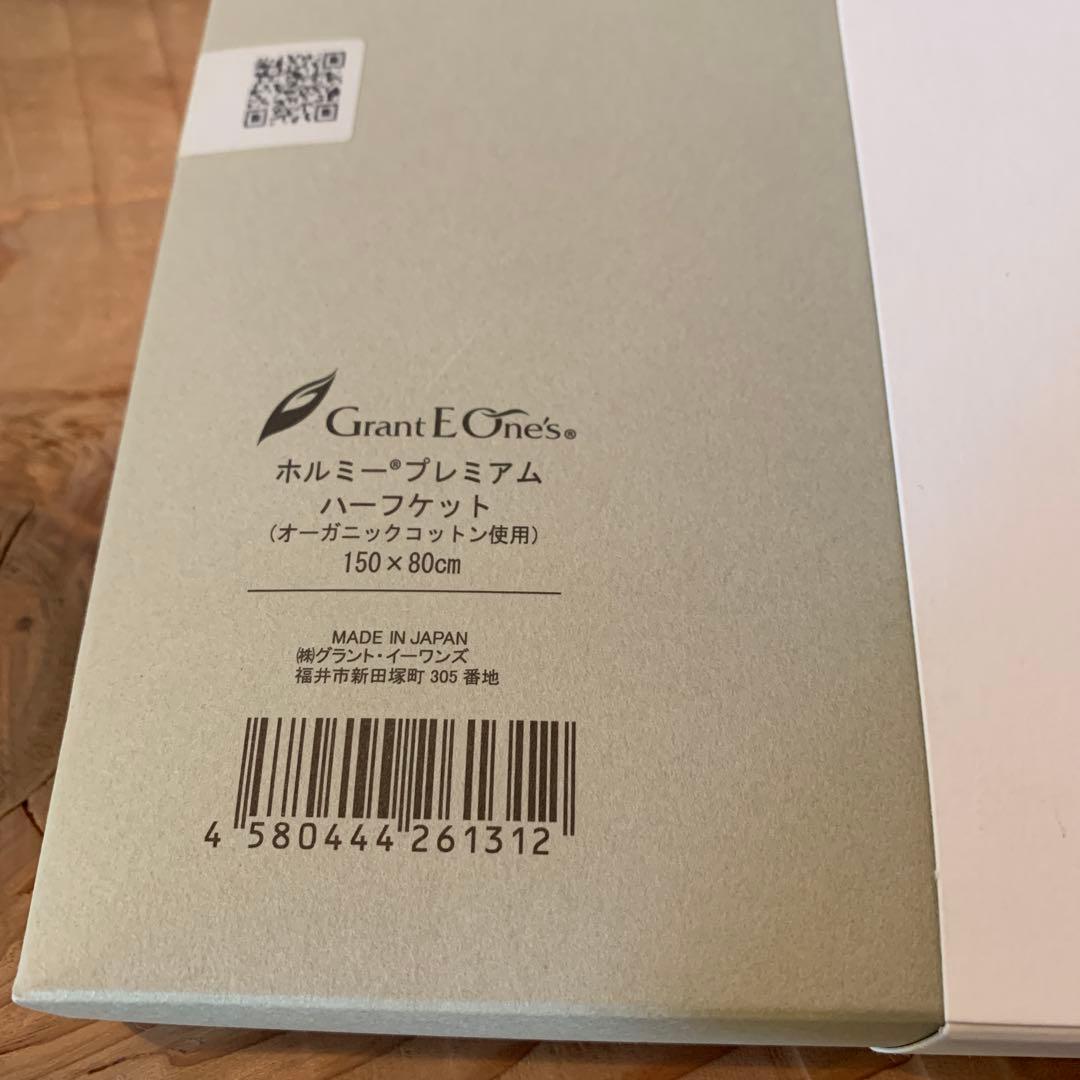 Grant E One's®
ホルミー®プレミアム
ハーフケット
(オーガニックコットン使用)
150×80cm
MADE IN JAPAN
㈱グラント・イーワンズ
福井市新田塚町 305 番地
4 580444 261312